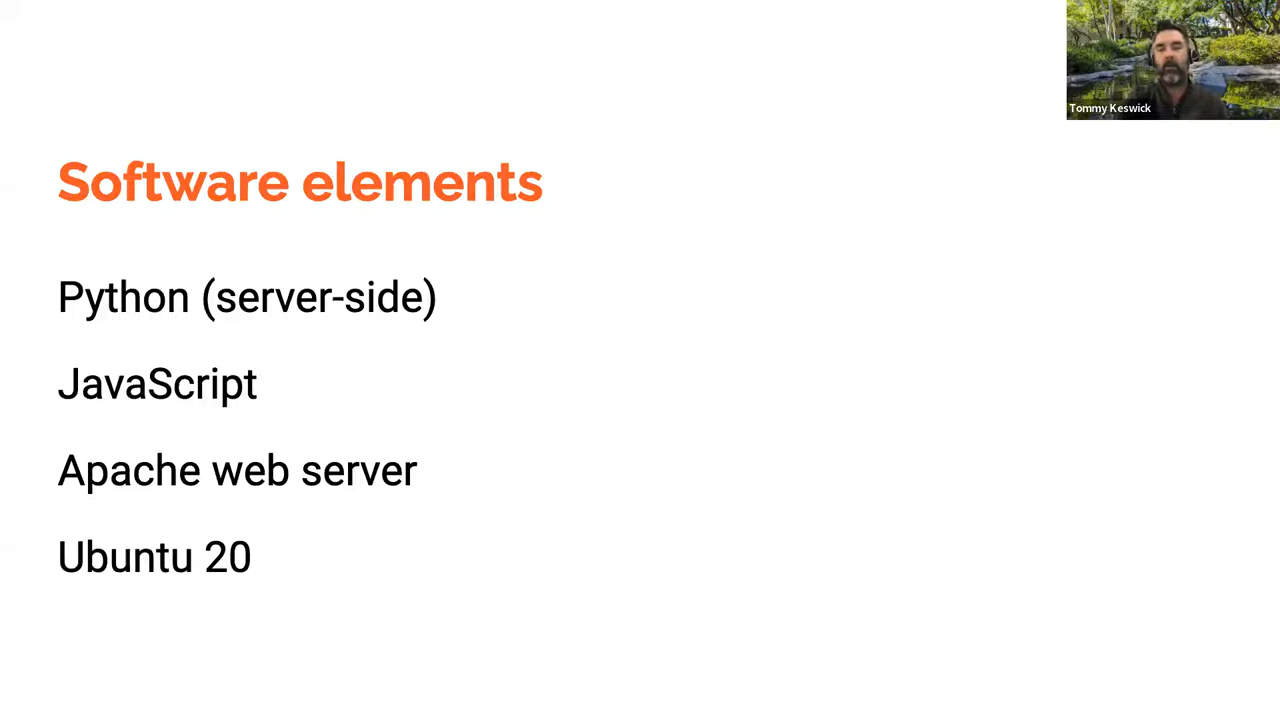 Tommy Keswick
Software elements
Python (server-side)
JavaScript
Apache web server
Ubuntu 20